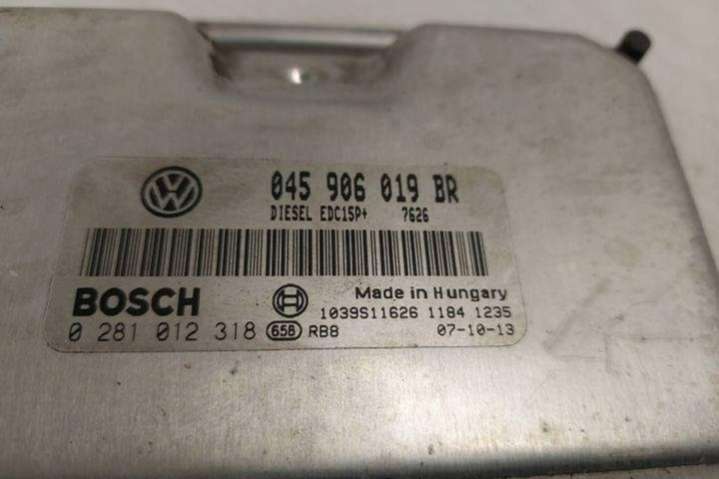 045 906 019 BR
DIESEL EDC15P+ 7626
BOSCH
Made in Hungary
1039S11626 1184 1235
0 281 012 318 658 RB8 07-10-13